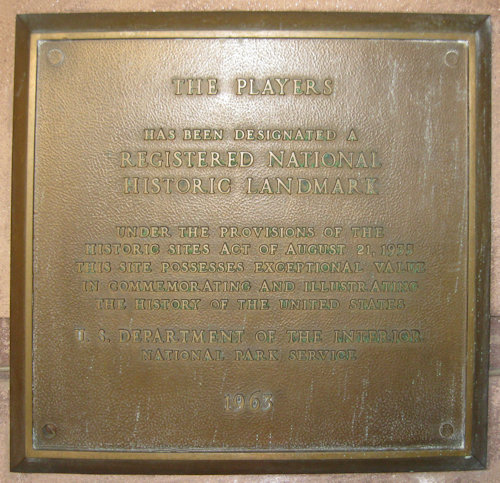 THE PLAYERS
HAS BEEN DESIGNATED A
REGISTERED NATIONAL
HISTORIC LANDMARK
UNDER THE PROVISIONS OF THE
HISTORIC SITES ACT OF AUGUST 21, 1935
THIS SITE POSSESSES EXCEPTIONAL VALUE
IN COMMEMORATING AND ILLUSTRATING
THE HISTORY OF THE UNITED STATES
U. S. DEPARTMENT OF THE INTERIOR
NATIONAL PARK SERVICE
1963